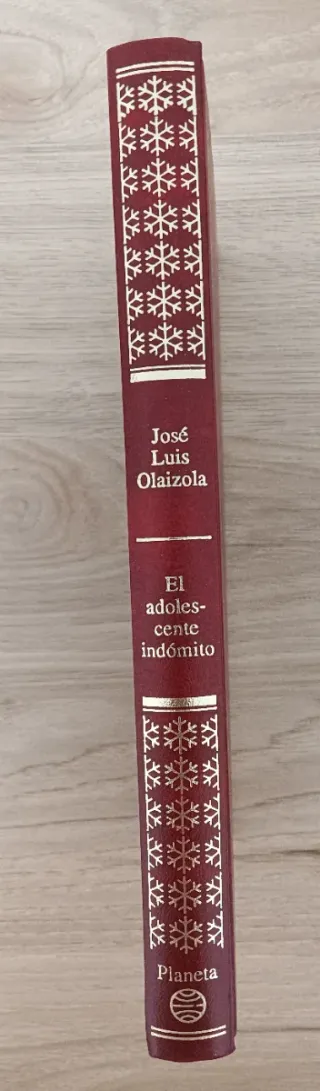 José
Luis
Olaizola
El
adoles-
cente
indómito
Planeta